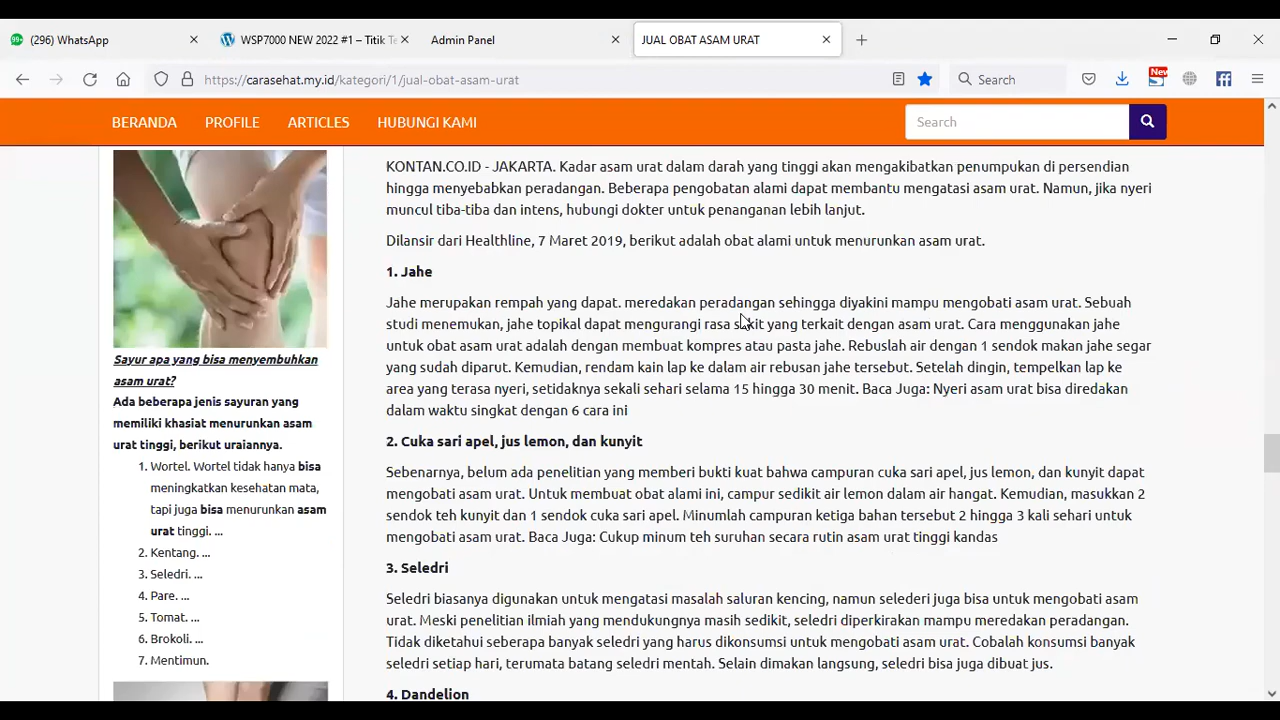 99+
(296) WhatsApp
WSP7000 NEW 2022 #1 – Titik Te
Admin Panel
JUAL OBAT ASAM URAT
https://carasehat.my.id/kategori/1/jual-obat-asam-urat
Search
New
BERANDA PROFILE ARTICLES HUBUNGI KAMI
Search
Sayur apa yang bisa menyembuhkan
asam urat?
Ada beberapa jenis sayuran yang
memiliki khasiat menurunkan asam
urat tinggi, berikut uraiannya.
1. Wortel. Wortel tidak hanya bisa
meningkatkan kesehatan mata,
tapi juga bisa menurunkan asam
urat tinggi. ...
2. Kentang. ...
3. Seledri. ...
4. Pare. ...
5. Tomat. ...
6. Brokoli. ...
7. Mentimun.
KONTAN.CO.ID - JAKARTA. Kadar asam urat dalam darah yang tinggi akan mengakibatkan penumpukan di persendian
hingga menyebabkan peradangan. Beberapa pengobatan alami dapat membantu mengatasi asam urat. Namun, jika nyeri
muncul tiba-tiba dan intens, hubungi dokter untuk penanganan lebih lanjut.
Dilansir dari Healthline, 7 Maret 2019, berikut adalah obat alami untuk menurunkan asam urat.
1. Jahe
Jahe merupakan rempah yang dapat. meredakan peradangan sehingga diyakini mampu mengobati asam urat. Sebuah
studi menemukan, jahe topikal dapat mengurangi rasa sakit yang terkait dengan asam urat. Cara menggunakan jahe
untuk obat asam urat adalah dengan membuat kompres atau pasta jahe. Rebuslah air dengan 1 sendok makan jahe segar
yang sudah diparut. Kemudian, rendam kain lap ke dalam air rebusan jahe tersebut. Setelah dingin, tempelkan lap ke
area yang terasa nyeri, setidaknya sekali sehari selama 15 hingga 30 menit. Baca Juga: Nyeri asam urat bisa diredakan
dalam waktu singkat dengan 6 cara ini
2. Cuka sari apel, jus lemon, dan kunyit
Sebenarnya, belum ada penelitian yang memberi bukti kuat bahwa campuran cuka sari apel, jus lemon, dan kunyit dapat
mengobati asam urat. Untuk membuat obat alami ini, campur sedikit air lemon dalam air hangat. Kemudian, masukkan 2
sendok teh kunyit dan 1 sendok cuka sari apel. Minumlah campuran ketiga bahan tersebut 2 hingga 3 kali sehari untuk
mengobati asam urat. Baca Juga: Cukup minum teh suruhan secara rutin asam urat tinggi kandas
3. Seledri
Seledri biasanya digunakan untuk mengatasi masalah saluran kencing, namun selederi juga bisa untuk mengobati asam
urat. Meski penelitian ilmiah yang mendukungnya masih sedikit, seledri diperkirakan mampu meredakan peradangan.
Tidak diketahui seberapa banyak seledri yang harus dikonsumsi untuk mengobati asam urat. Cobalah konsumsi banyak
seledri setiap hari, terumata batang seledri mentah. Selain dimakan langsung, seledri bisa juga dibuat jus.
4. Dandelion